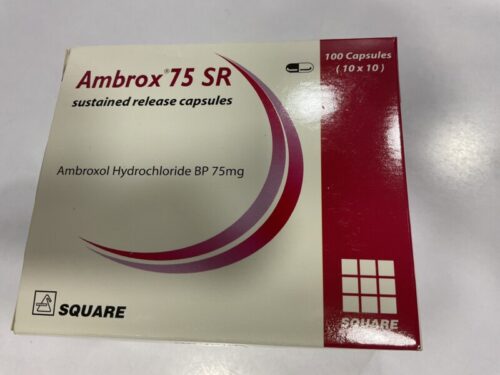 Ambrox® 75 SR
sustained release capsules
100 Capsules
( 10 x 10 )
Ambroxol Hydrochloride BP 75mg
SQUARE
SQUARE